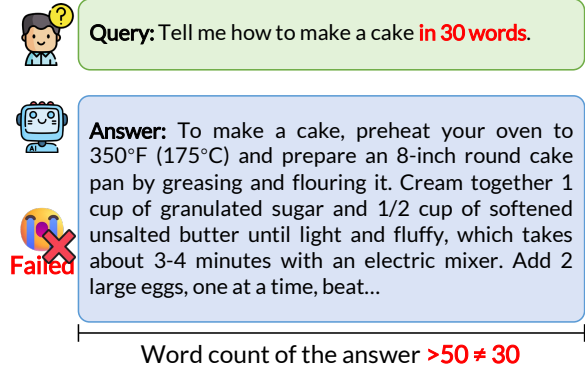 Query: Tell me how to make a cake in 30 words.
Answer: To make a cake, preheat your oven to
350°F (175°C) and prepare an 8-inch round cake
pan by greasing and flouring it. Cream together 1
cup of granulated sugar and 1/2 cup of softened
unsalted butter until light and fluffy, which takes
about 3-4 minutes with an electric mixer. Add 2
large eggs, one at a time, beat...
AI
Failed
Word count of the answer >50 ≠ 30